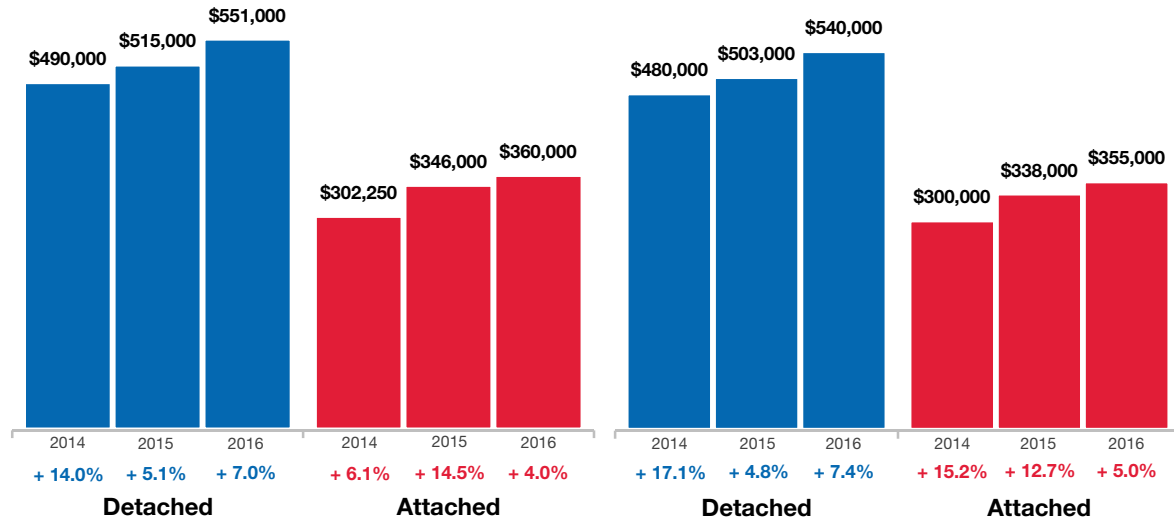 $490,000
$515,000
$551,000
$302,250
$346,000
$360,000
2014 2015 2016 2014 2015 2016
+ 14.0% + 5.1% + 7.0% + 6.1% + 14.5% + 4.0%
Detached Attached
$480,000
$503,000
$540,000
$300,000
$338,000
$355,000
2014 2015 2016 2014 2015 2016
+ 17.1% + 4.8% + 7.4% + 15.2% + 12.7% + 5.0%
Detached Attached